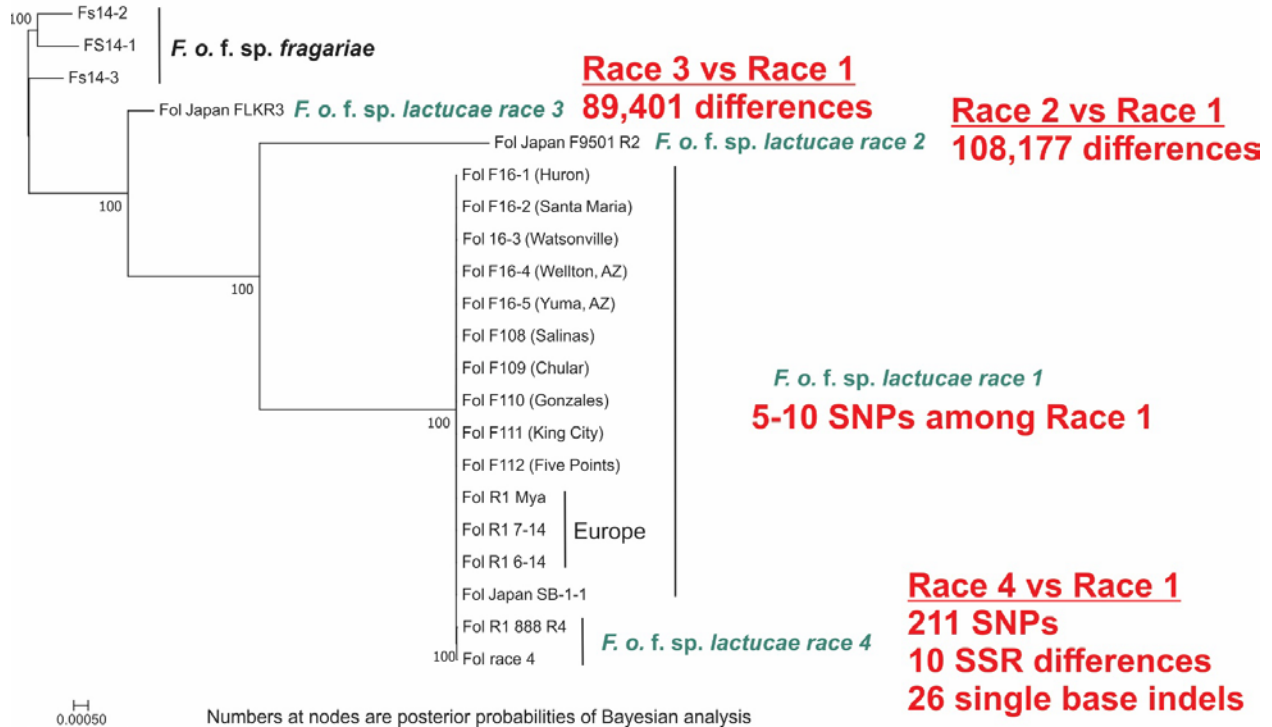 100
Fs14-2
FS14-1
F. o. f. sp. fragariae
Fs14-3
Race 3 vs Race 1
89,401 differences
Fol Japan FLKR3 F. o. f. sp. lactucae race 3
Race 2 vs Race 1
108,177 differences
Fol Japan F9501 R2 F. o. f. sp. lactucae race 2
Fol F16-1 (Huron)
100
Fol F16-2 (Santa Maria)
Fol 16-3 (Watsonville)
Fol F16-4 (Wellton, AZ)
100
Fol F16-5 (Yuma, AZ)
Fol F108 (Salinas)
Fol F109 (Chular)
F. o. f. sp. lactucae race 1
5-10 SNPs among Race 1
Fol F110 (Gonzales)
100
Fol F111 (King City)
Fol F112 (Five Points)
Fol R1 Mya
Fol R1 7-14
Europe
Fol R1 6-14
Fol Japan SB-1-1
Race 4 vs Race 1
211 SNPs
10 SSR differences
26 single base indels
Fol R1 888 R4
F. o. f. sp. lactucae race 4
100
Fol race 4
0.00050
Numbers at nodes are posterior probabilities of Bayesian analysis